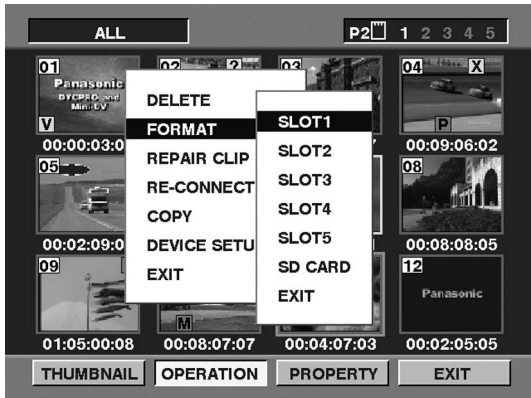 ALL
P2 1 2 3 4 5
01 02 ? 03 04 X
Panasonic
DVCPRO and
Mini-DV
V
P
00:00:03:0
00:09:06:02
DELETE
FORMAT
REPAIR CLIP
RE-CONNECT
COPY
DEVICE SETU
EXIT
SLOT1
SLOT2
SLOT3
SLOT4
SLOT5
SD CARD
EXIT
05
08
00:02:09:0
00:08:08:05
09
12
Panasonic
M
01:05:00:08 00:08:07:07 00:04:07:03 00:02:05:05
THUMBNAIL OPERATION PROPERTY EXIT